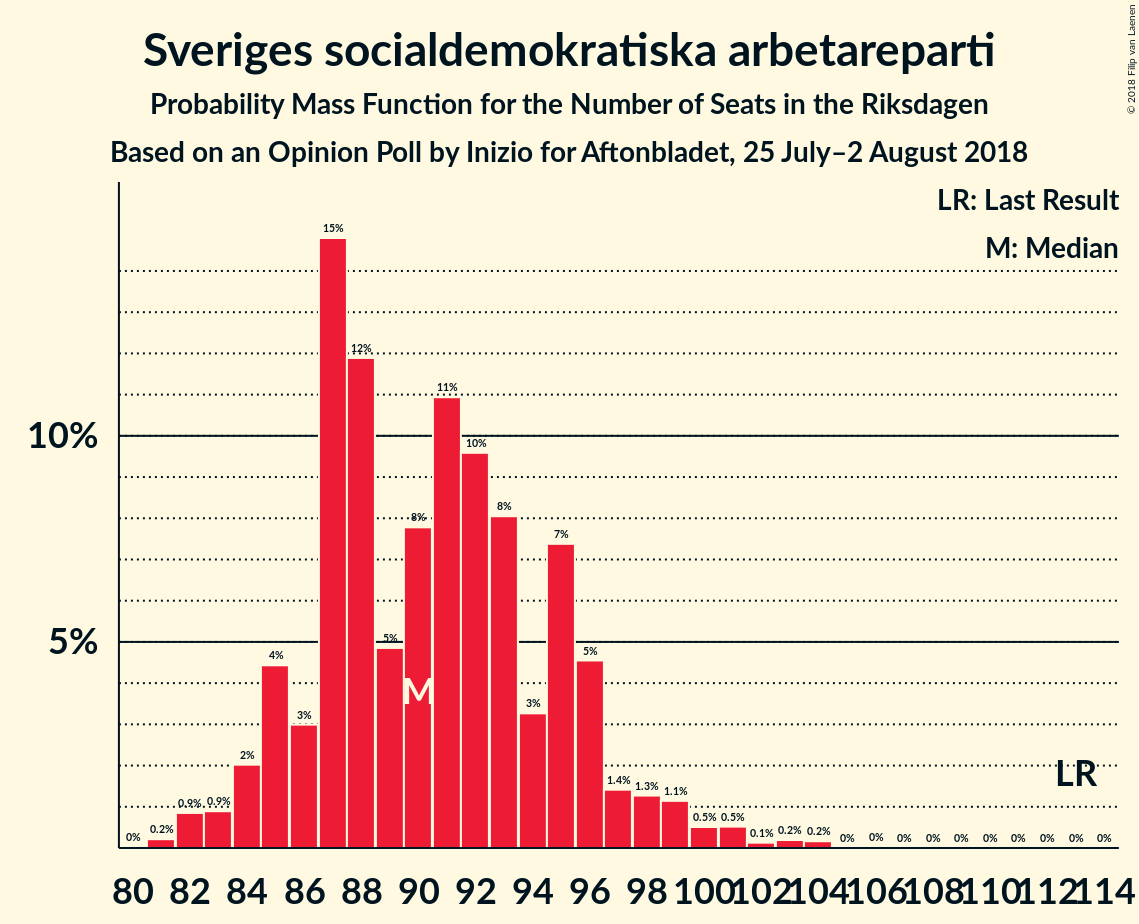 Sveriges socialdemokratiska arbetareparti
Probability Mass Function for the Number of Seats in the Riksdagen
Based on an Opinion Poll by Inizio for Aftonbladet, 25 July–2 August 2018
© 2018 Filip van Laenen
LR: Last Result
M: Median
10%
5%
0% 0.2% 0.9% 0.9% 2% 4% 3% 15% 12% 5% 8% 11% 10% 8% 3% 7% 5% 1.4% 1.3% 1.1% 0.5% 0.5% 0.1% 0.2% 0.2% 0% 0% 0% 0% 0% 0% 0% 0% 0% 0%
M
LR
80 82 84 86 88 90 92 94 96 98 100 102 104 106 108 110 112 114